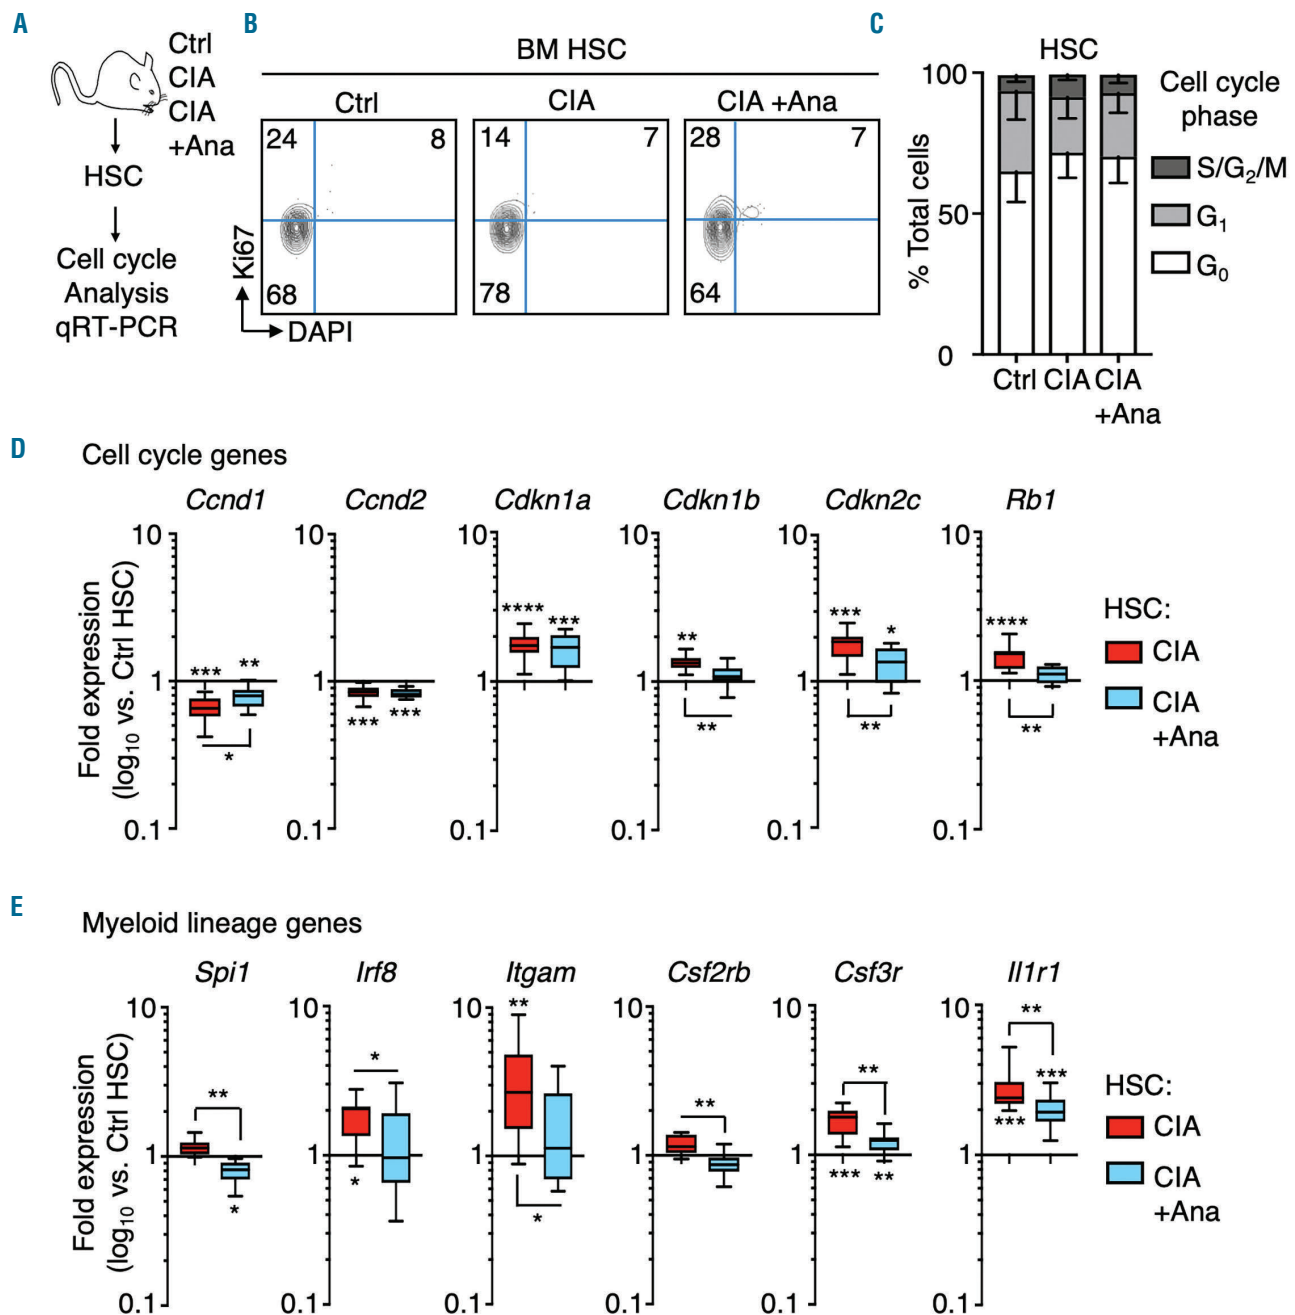 A
Ctrl
CIA
CIA
+Ana
HSC
Cell cycle
Analysis
qRT-PCR
B
BM HSC
Ctrl
CIA
CIA +Ana
24
8
14
7
28
7
68
78
64
Ki67
DAPI
C
HSC
100
50
0
% Total cells
Ctrl CIA CIA
+Ana
Cell cycle
phase
S/G₂/M
G₁
G₀
D
Cell cycle genes
Ccnd1
Ccnd2
Cdkn1a
Cdkn1b
Cdkn2c
Rb1
Fold expression
(log₁₀ vs. Ctrl HSC)
10
1
0.1
***
**
*
10
1
0.1
***
***
10
1
0.1
****
***
10
1
0.1
**
**
10
1
0.1
***
*
**
10
1
0.1
****
**
HSC:
CIA
CIA
+Ana
E
Myeloid lineage genes
Spi1
Irf8
Itgam
Csf2rb
Csf3r
Il1r1
Fold expression
(log₁₀ vs. Ctrl HSC)
10
1
0.1
**
*
10
1
0.1
*
*
10
1
0.1
**
*
10
1
0.1
**
10
1
0.1
**
***
**
10
1
0.1
**
***
***
HSC:
CIA
CIA
+Ana